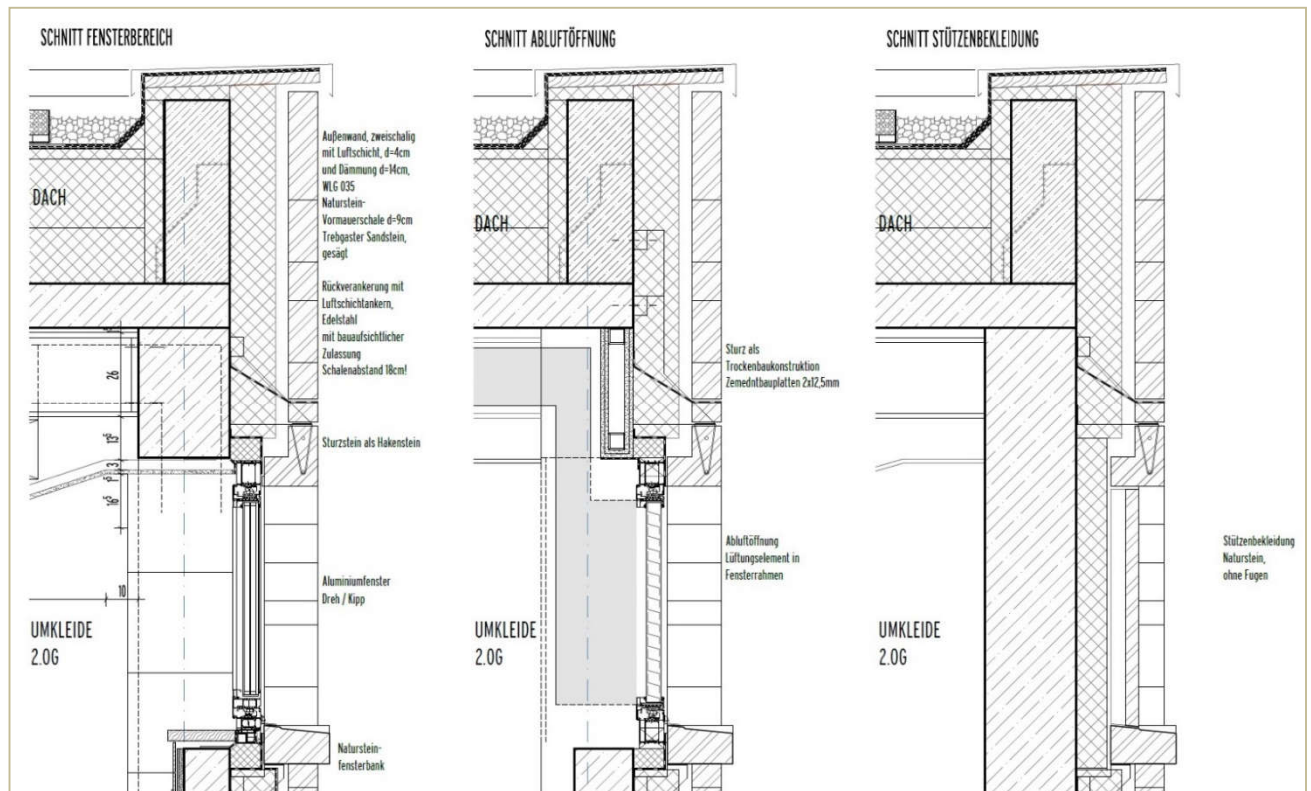 SCHNITT FENSTERBEREICH
DACH
Außenwand, zweischalig
mit Luftschicht, d=4cm
und Dämmung d=14cm,
WLG 035
Naturstein-
Vormauerschale d=9cm
Trebgaster Sandstein,
gesägt
Rückverankerung mit
Luftschichtankern,
Edelstahl
mit bauaufsichtlicher
Zulassung
Schalenabstand 18cm!
26
13⁵
Sturzstein als Hakenstein
3
1⁵
16⁵
10
Aluminiumfenster
Dreh / Kipp
UMKLEIDE
2.OG
Naturstein-
fensterbank
SCHNITT ABLUFTÖFFNUNG
DACH
Sturz als
Trockenbaukonstruktion
Zemedntbauplatten 2x12,5mm
Abluftöffnung
Lüftungselement in
Fensterrahmen
UMKLEIDE
2.OG
SCHNITT STÜTZENBEKLEIDUNG
DACH
Stützenbekleidung
Naturstein,
ohne Fugen
UMKLEIDE
2.OG